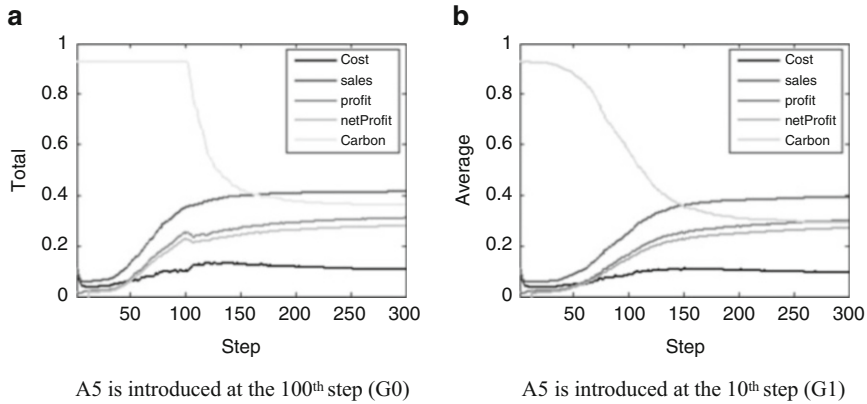 a
1
0.8
0.6
0.4
0.2
0
Total
Cost
sales
profit
netProfit
Carbon
50 100 150 200 250 300
Step
A5 is introduced at the 100th step (G0)
b
1
0.8
0.6
0.4
0.2
0
Average
Cost
sales
profit
netProfit
Carbon
50 100 150 200 250 300
Step
A5 is introduced at the 10th step (G1)